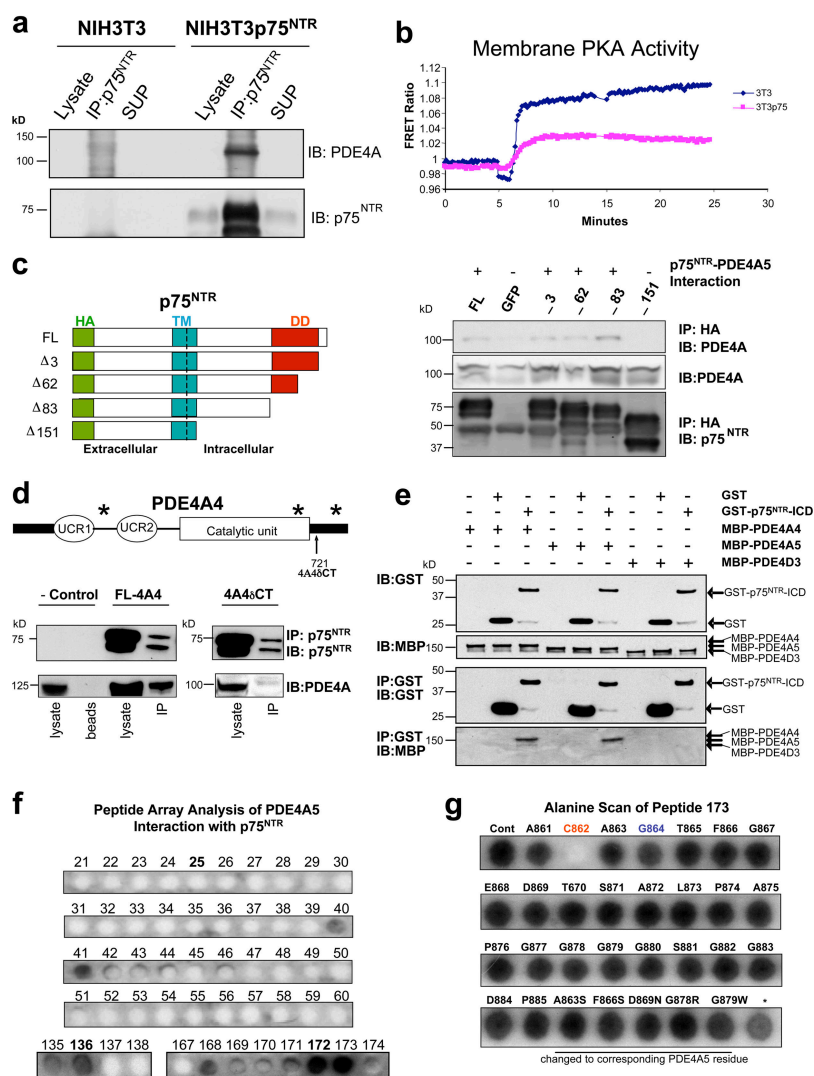 a
NIH3T3 NIH3T3p75NTR
Lysate IP:p75NTR SUP Lysate IP:p75NTR SUP
kD
150
100
IB: PDE4A
75
IB: p75NTR
b
Membrane PKA Activity
FRET Ratio
1.12
1.1
1.08
1.06
1.04
1.02
1
0.98
0.96
0 5 10 15 20 25 30
Minutes
3T3
3T3p75
c
p75NTR
HA TM DD
FL
Δ3
Δ62
Δ83
Δ151
Extracellular Intracellular
+ - + + + - p75NTR-PDE4A5
Interaction
FL GFP – 3 – 62 – 83 – 151
kD
100
IP: HA
IB: PDE4A
100
IB:PDE4A
75
50
37
IP: HA
IB: p75NTR
d
PDE4A4
* * *
UCR1 UCR2 Catalytic unit
721
4A4δCT
- Control FL-4A4 4A4δCT
kD kD
75 75
IP: p75NTR
IB: p75NTR
125 100
IB:PDE4A
lysate beads lysate IP lysate IP
e
- + - - + - - + - GST
- - + - - + - - + GST-p75NTR-ICD
+ + + - - - - - - MBP-PDE4A4
- - - + + + - - - MBP-PDE4A5
- - - - - - + + + MBP-PDE4D3
kD
IB:GST
50
37
25
GST-p75NTR-ICD
GST
IB:MBP 150
MBP-PDE4A4
MBP-PDE4A5
MBP-PDE4D3
IP:GST
IB:GST
50
37
25
GST-p75NTR-ICD
GST
IP:GST
IB:MBP
150
MBP-PDE4A4
MBP-PDE4A5
MBP-PDE4D3
f
Peptide Array Analysis of PDE4A5
Interaction with p75NTR
21 22 23 24 25 26 27 28 29 30
31 32 33 34 35 36 37 38 39 40
41 42 43 44 45 46 47 48 49 50
51 52 53 54 55 56 57 58 59 60
135 136 137 138 167 168 169 170 171 172 173 174
g
Alanine Scan of Peptide 173
Cont A861 C862 A863 G864 T865 F866 G867
E868 D869 T670 S871 A872 L873 P874 A875
P876 G877 G878 G879 G880 S881 G882 G883
D884 P885 A863S F866S D869N G878R G879W *
changed to corresponding PDE4A5 residue